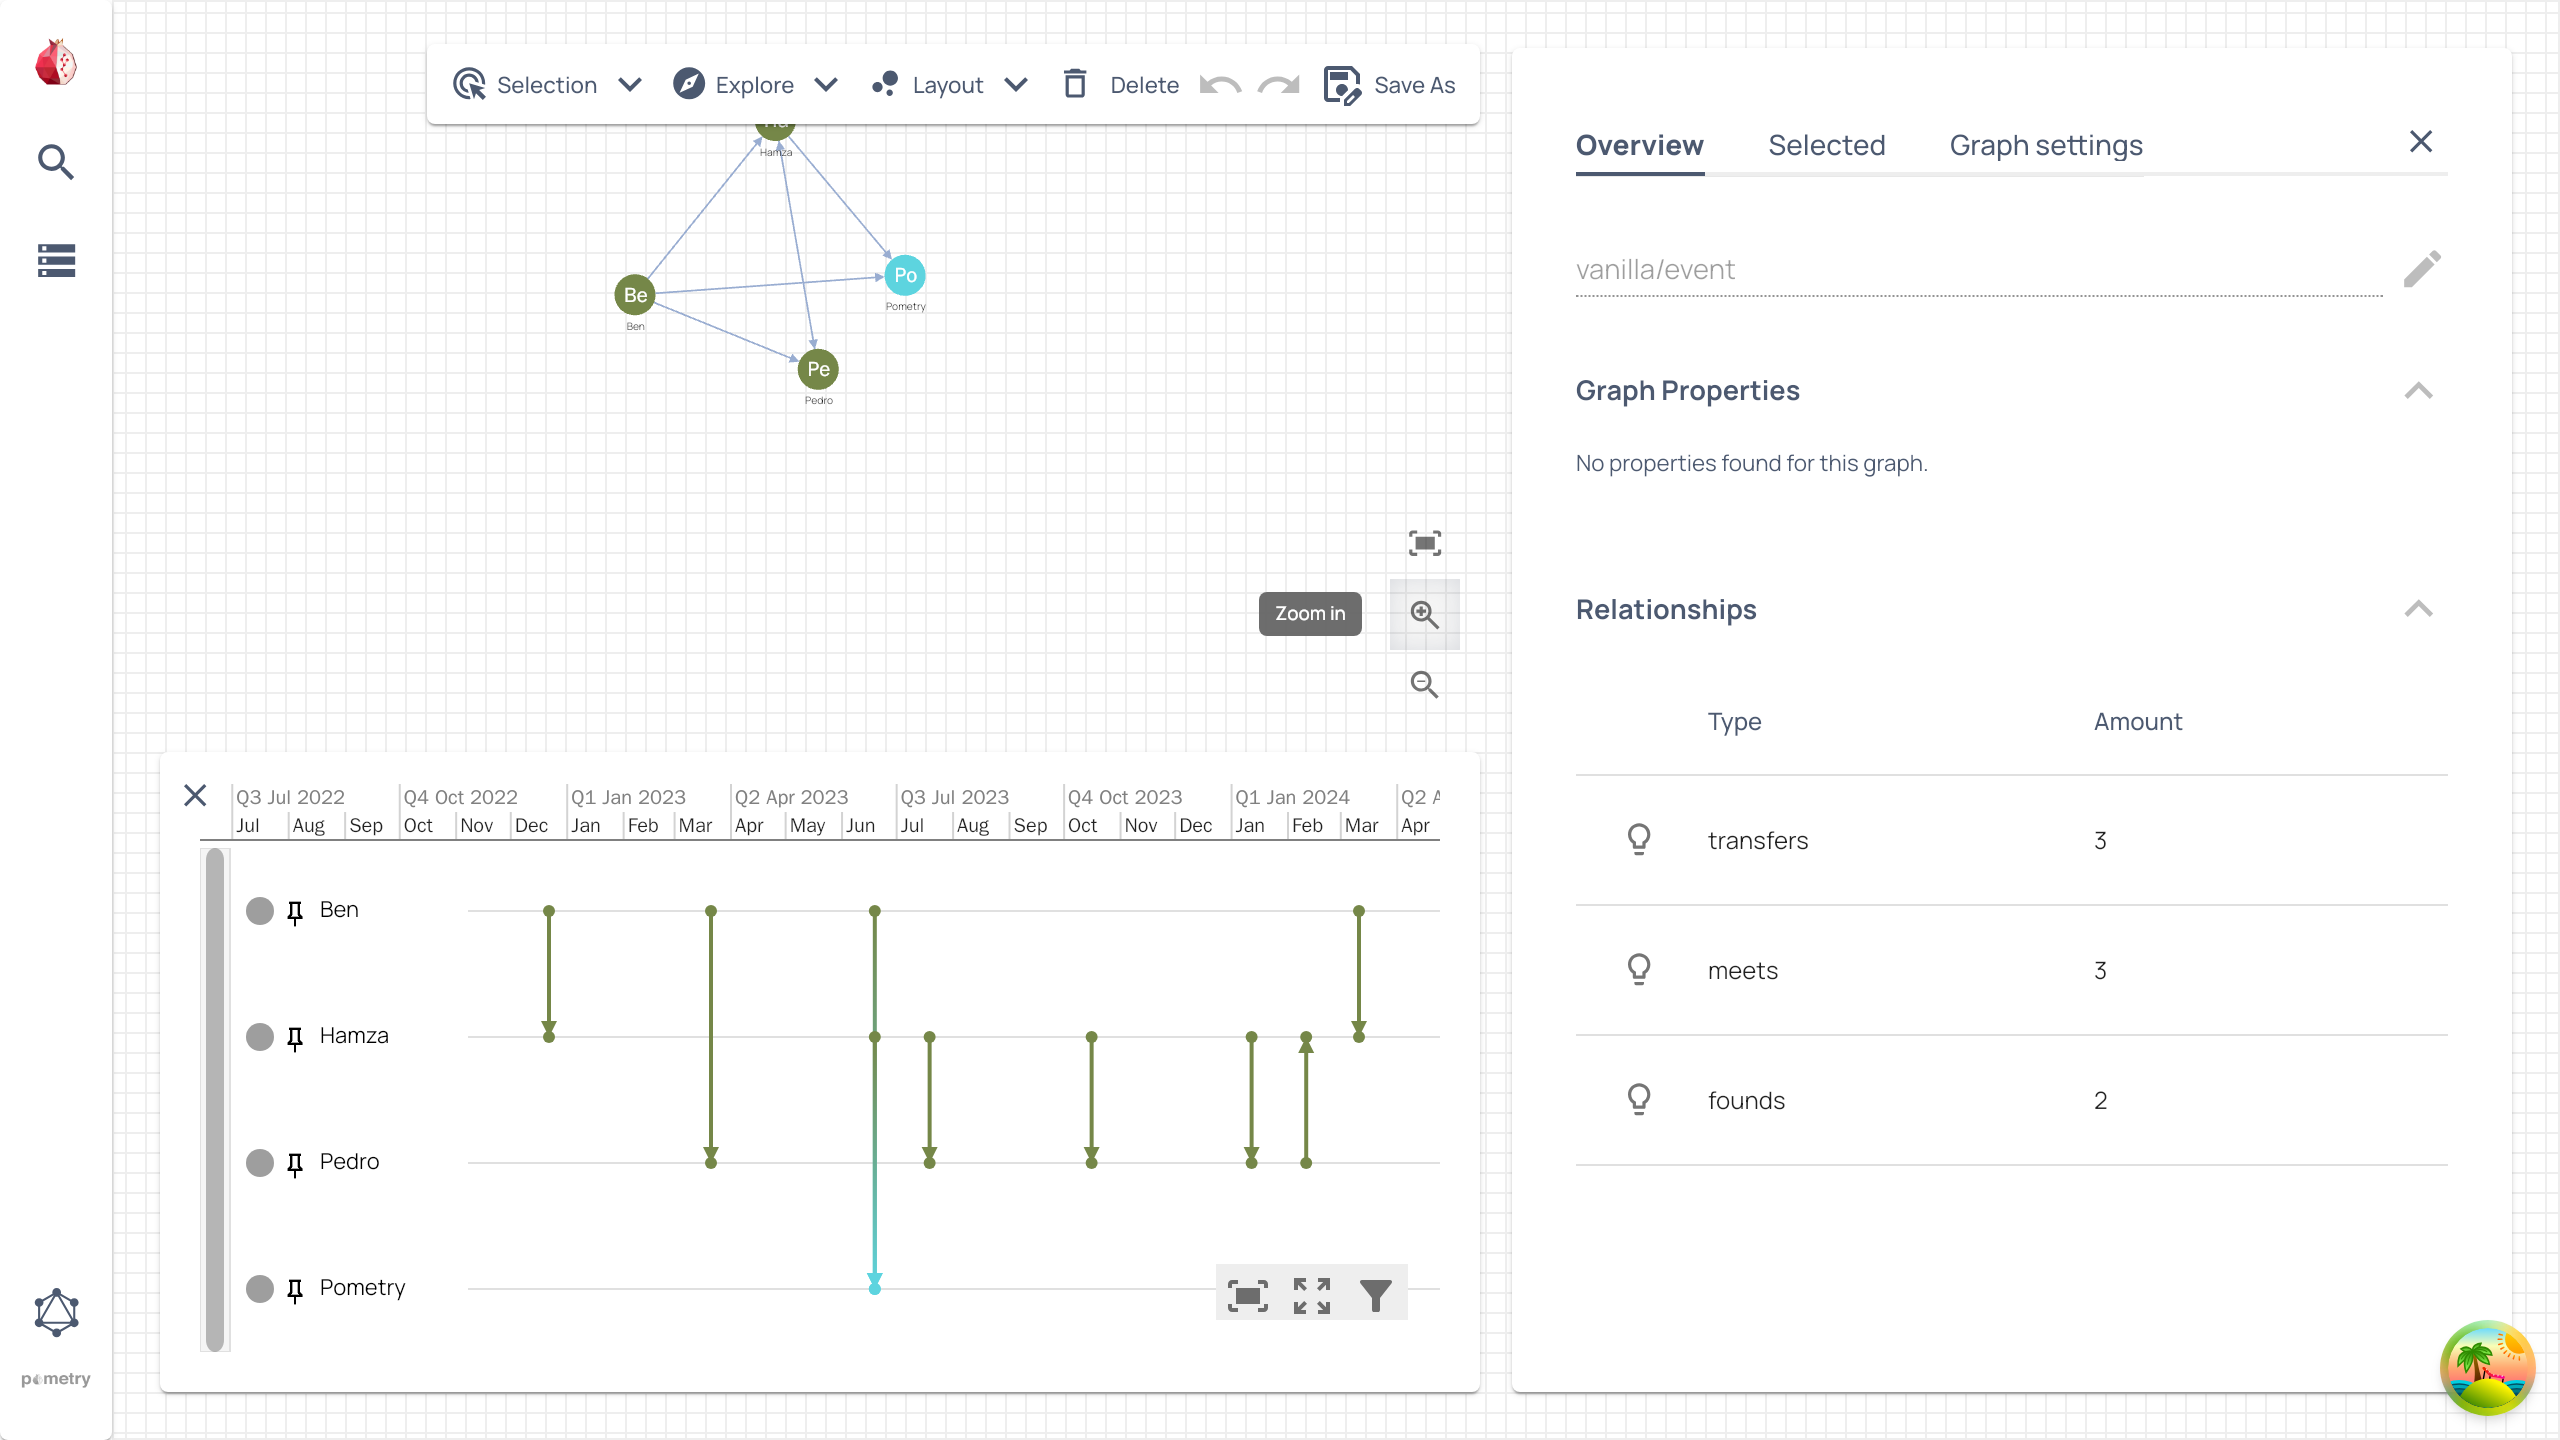 Selection
Explore
Layout
Delete
Save As
Hamza
Be
Ben
Po
Pometry
Pe
Pedro
Zoom in
Overview
Selected
Graph settings
vanilla/event
Graph Properties
No properties found for this graph.
Relationships
Type Amount
transfers 3
meets 3
founds 2
Q3 Jul 2022 Q4 Oct 2022 Q1 Jan 2023 Q2 Apr 2023 Q3 Jul 2023 Q4 Oct 2023 Q1 Jan 2024 Q2 A
Jul Aug Sep Oct Nov Dec Jan Feb Mar Apr May Jun Jul Aug Sep Oct Nov Dec Jan Feb Mar Apr
Ben
Hamza
Pedro
Pometry
pometry